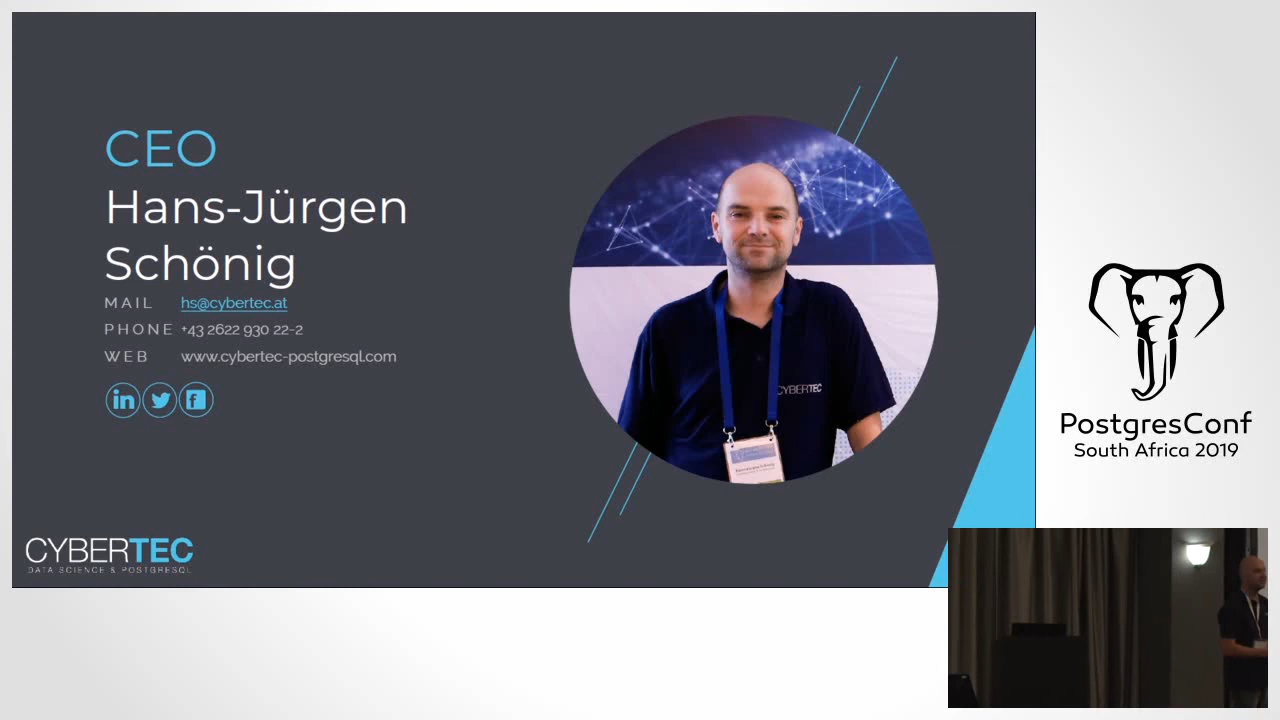 CEO
Hans-Jürgen
Schönig
MAIL hs@cybertec.at
PHONE +43 2622 930 22-2
WEB www.cybertec-postgresql.com
in
f
CYBERTEC
DATA SCIENCE & POSTGRESQL
CYBERTEC
PostgresConf
South Africa 2019